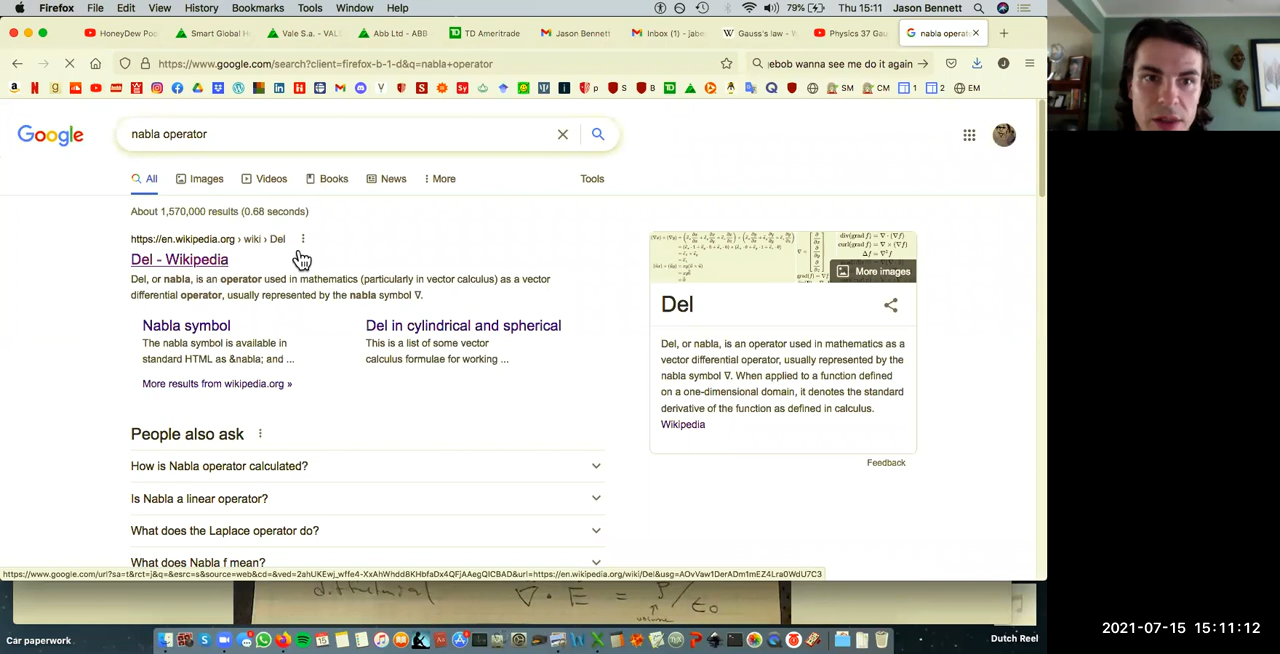 Firefox File Edit View History Bookmarks Tools Window Help 79% Thu 15:11 Jason Bennett
HoneyDew Po Smart Global H Vale S.a. - VAL Abb Ltd - ABB TD Ameritrade Jason Bennett Inbox (1) - jabe Gauss's law - W Physics 37 Gau nabla operato
https://www.google.com/search?client=firefox-b-1-d&q=nabla+operator ebob wanna see me do it again
S B SM CM 1 2 EM
Google nabla operator
All Images Videos Books News More Tools
About 1,570,000 results (0.68 seconds)
https://en.wikipedia.org › wiki › Del
Del - Wikipedia
Del, or nabla, is an operator used in mathematics (particularly in vector calculus) as a vector
differential operator, usually represented by the nabla symbol ∇.
Nabla symbol
The nabla symbol is available in
standard HTML as &nabla; and ...
Del in cylindrical and spherical
This is a list of some vector
calculus formulae for working ...
More results from wikipedia.org »
People also ask
How is Nabla operator calculated?
Is Nabla a linear operator?
What does the Laplace operator do?
What does Nabla f mean?
More images
Del
Del, or nabla, is an operator used in mathematics as a
vector differential operator, usually represented by the
nabla symbol ∇. When applied to a function defined
on a one-dimensional domain, it denotes the standard
derivative of the function as defined in calculus.
Wikipedia
Feedback
∇ · E = ρ/ε0
volume
Car paperwork
Dutch Reel
2021-07-15 15:11:12